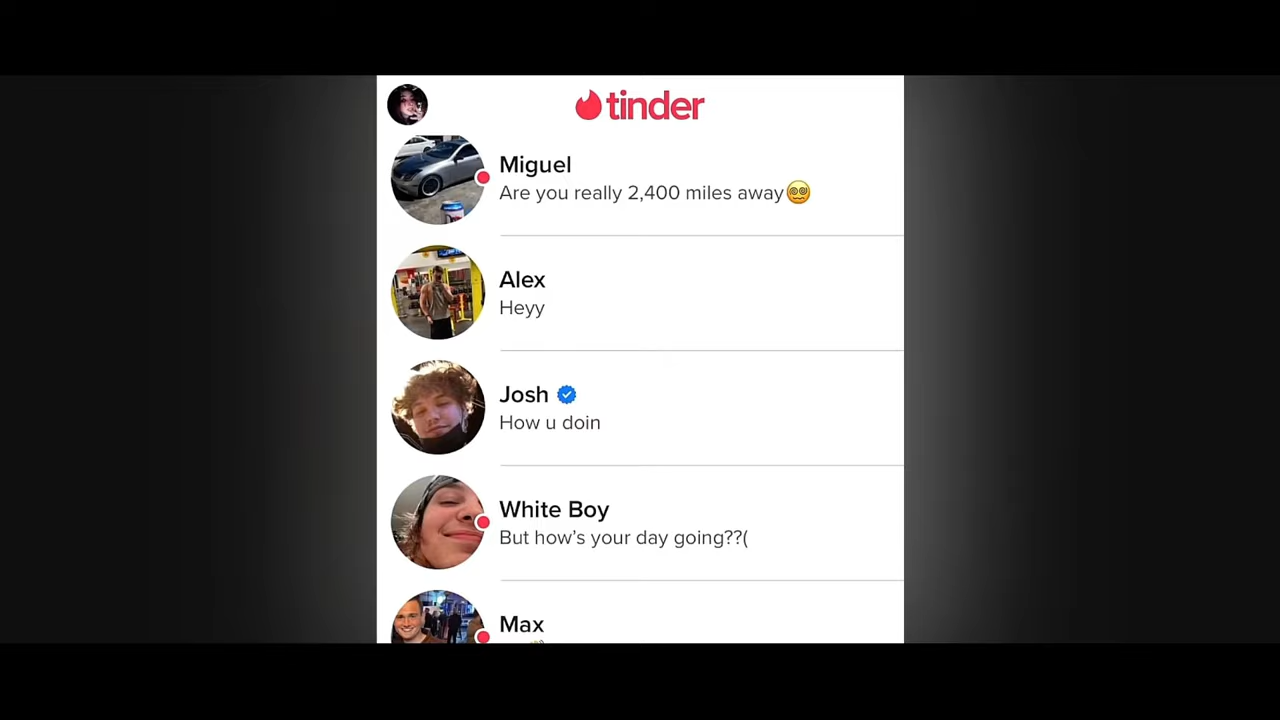 tinder
Miguel
Are you really 2,400 miles away😵‍💫
Alex
Heyy
Josh
How u doin
White Boy
But how's your day going??(
Max